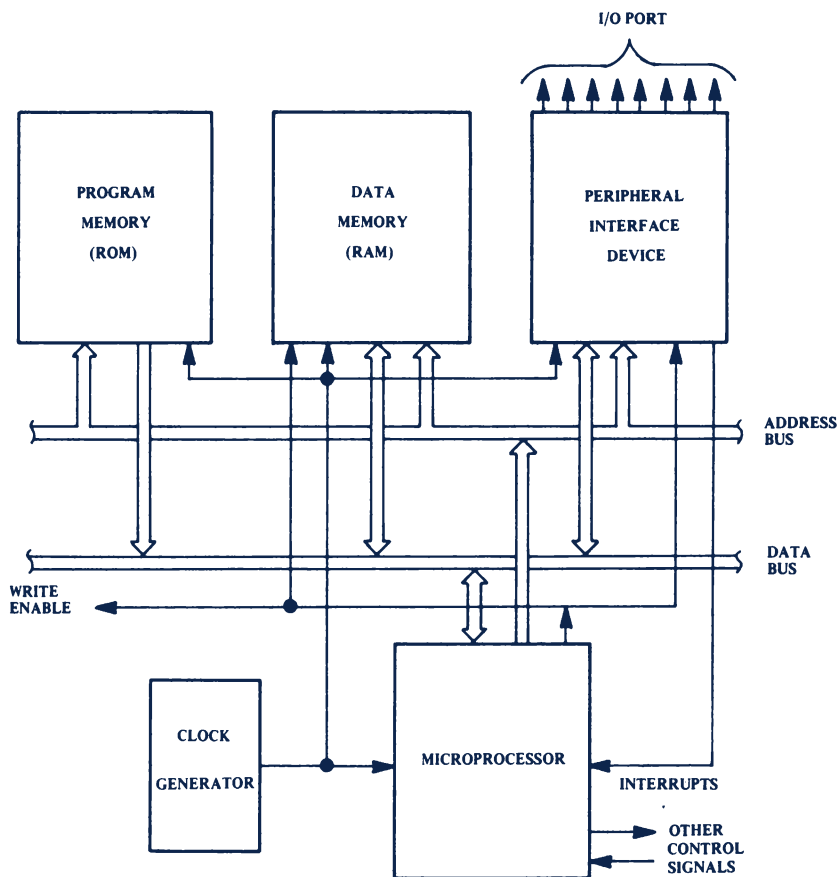 I/O PORT
PROGRAM
MEMORY
(ROM)
DATA
MEMORY
(RAM)
PERIPHERAL
INTERFACE
DEVICE
ADDRESS
BUS
DATA
BUS
WRITE
ENABLE
CLOCK
GENERATOR
MICROPROCESSOR
INTERRUPTS
OTHER
CONTROL
SIGNALS